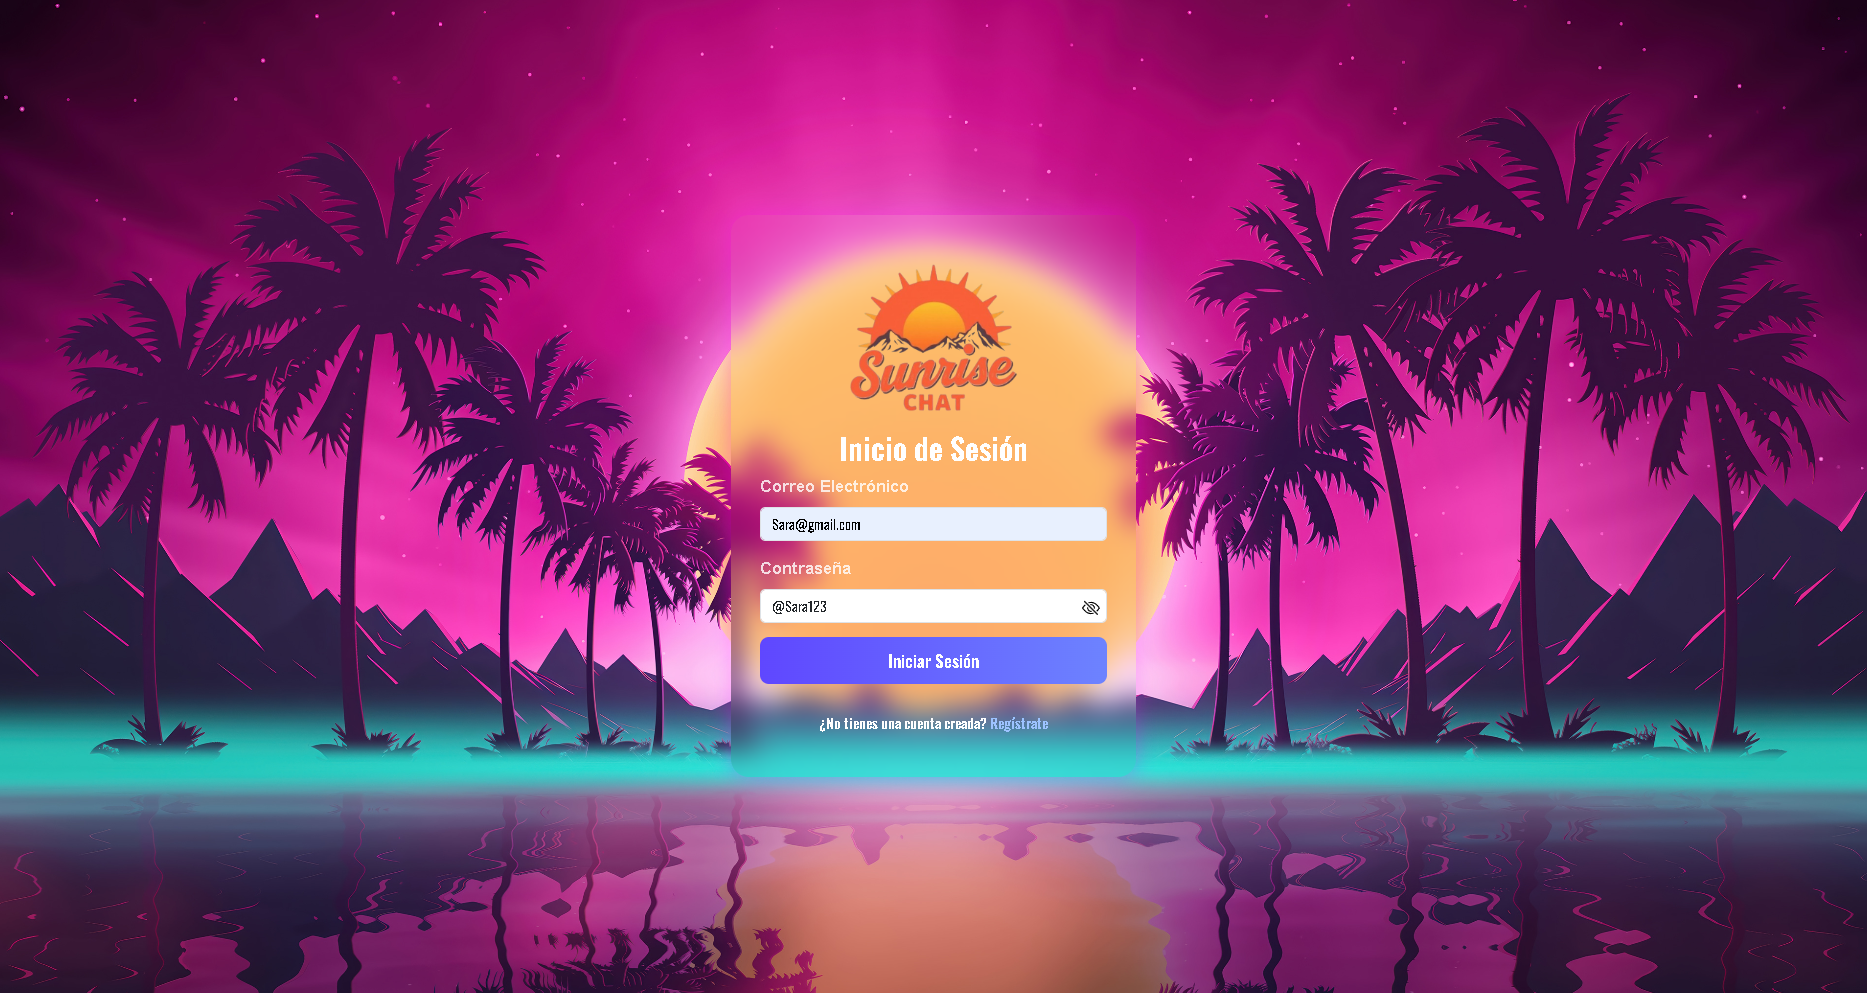 Sunrise
CHAT
Inicio de Sesión
Correo Electrónico
Sara@gmail.com
Contraseña
@Sara123
Iniciar Sesión
¿No tienes una cuenta creada? Regístrate